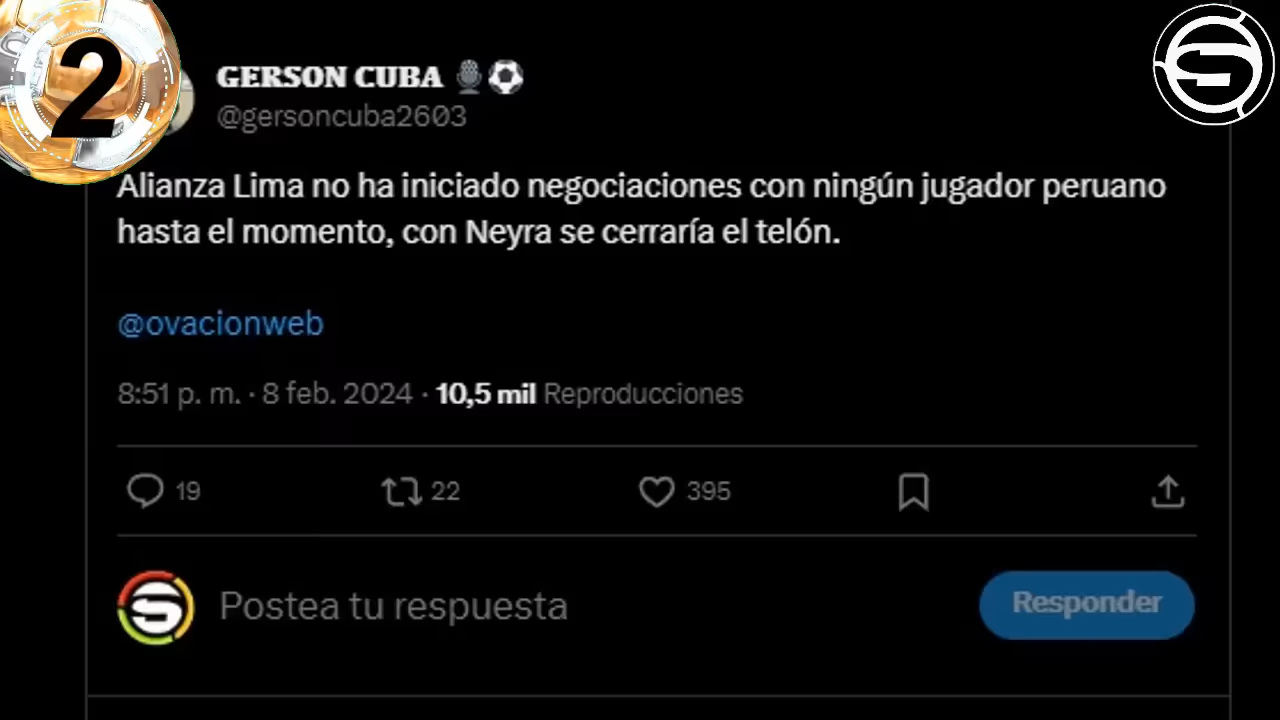 2
GERSON CUBA 🎙️⚽
@gersoncuba2603
Alianza Lima no ha iniciado negociaciones con ningún jugador peruano
hasta el momento, con Neyra se cerraría el telón.
@ovacionweb
8:51 p. m. · 8 feb. 2024 · 10,5 mil Reproducciones
19 22 395
Postea tu respuesta
Responder